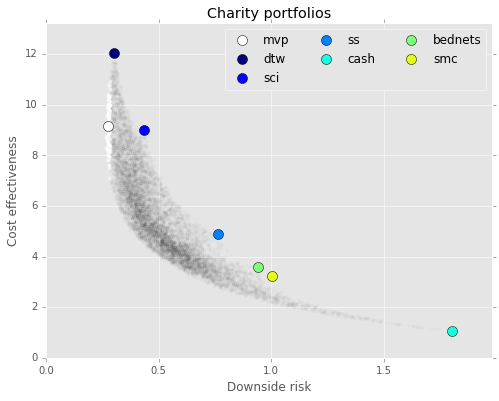 Charity portfolios
mvp ss bednets
dtw cash smc
sci
12
10
8
6
4
2
0
Cost effectiveness
0.0 0.5 1.0 1.5
Downside risk